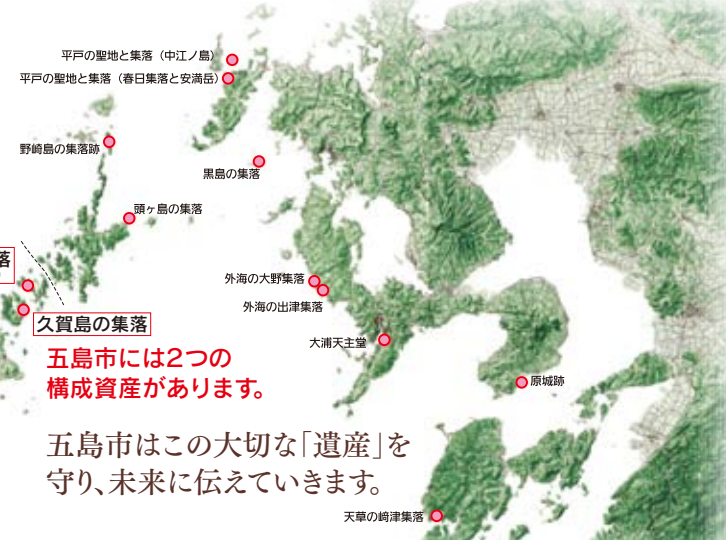 平戸の聖地と集落（中江ノ島）
平戸の聖地と集落（春日集落と安満岳）
野崎島の集落跡
黒島の集落
頭ヶ島の集落
落
外海の大野集落
外海の出津集落
久賀島の集落
大浦天主堂
五島市には2つの
構成資産があります。
原城跡
五島市はこの大切な「遺産」を
守り、未来に伝えていきます。
天草の﨑津集落